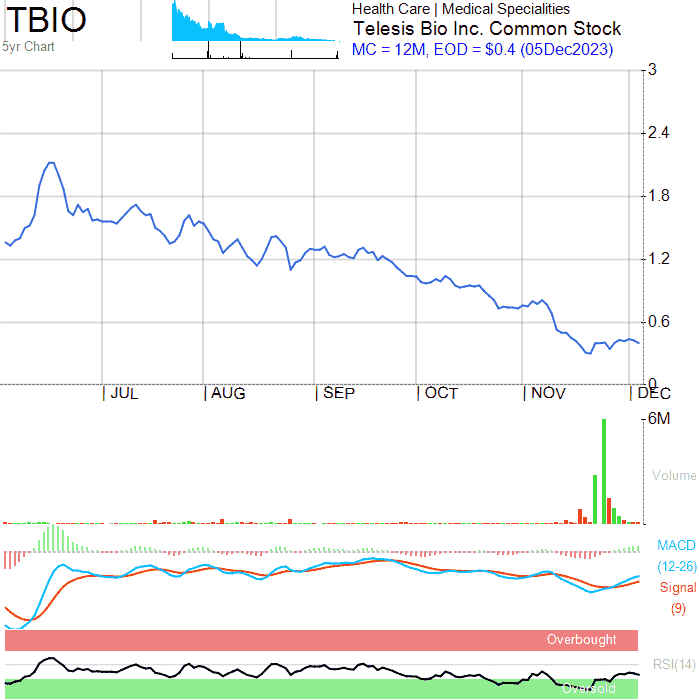 TBIO
5yr Chart
Health Care | Medical Specialities
Telesis Bio Inc. Common Stock
MC = 12M, EOD = $0.4 (05Dec2023)
3
2.4
1.8
1.2
0.6
0
| JUL | AUG | SEP | OCT | NOV | DEC
6M
Volume
MACD
(12-26)
Signal
(9)
Overbought
RSI(14)
Oversold